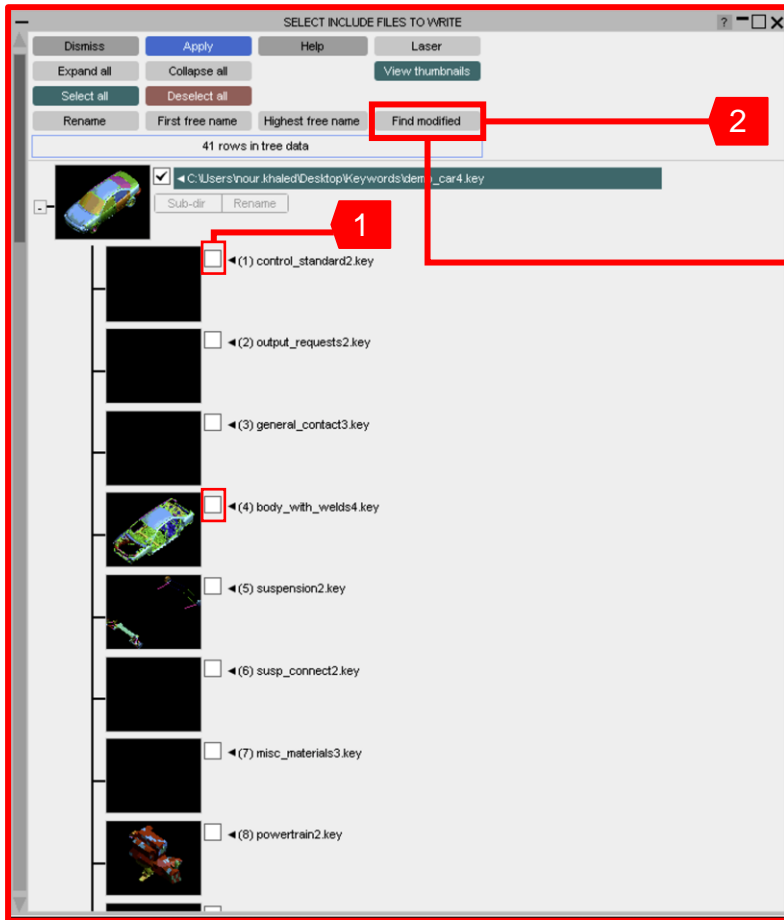 SELECT INCLUDE FILES TO WRITE ?
Dismiss Apply Help Laser
Expand all Collapse all View thumbnails
Select all Deselect all
Rename First free name Highest free name Find modified
2
41 rows in tree data
C:\Users\nour.khaled\Desktop\Keywords\demo_car4.key
Sub-dir Rename
1
(1) control_standard2.key
(2) output_requests2.key
(3) general_contact3.key
(4) body_with_welds4.key
(5) suspension2.key
(6) susp_connect2.key
(7) misc_materials3.key
(8) powertrain2.key